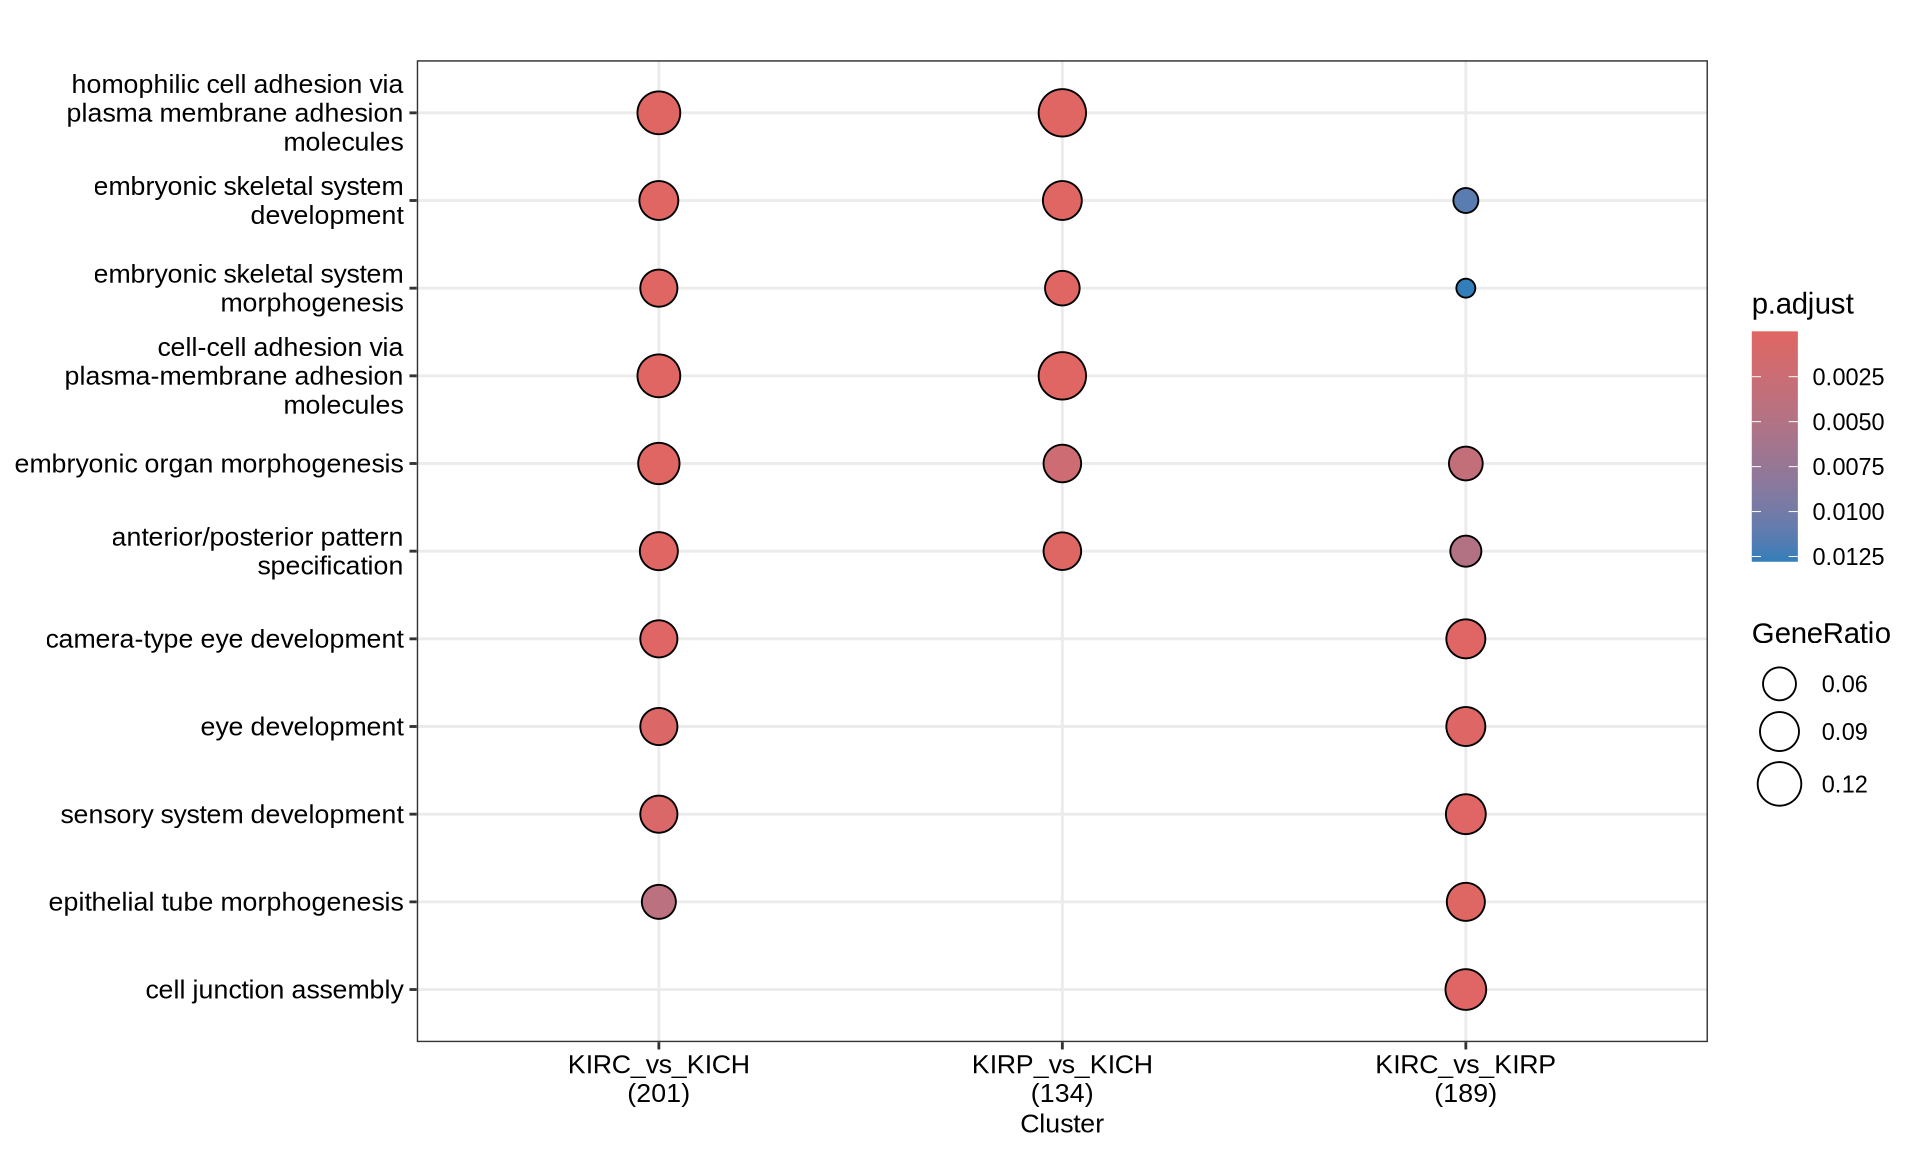 homophilic cell adhesion via
plasma membrane adhesion
molecules
embryonic skeletal system
development
embryonic skeletal system
morphogenesis
cell-cell adhesion via
plasma-membrane adhesion
molecules
embryonic organ morphogenesis
anterior/posterior pattern
specification
camera-type eye development
eye development
sensory system development
epithelial tube morphogenesis
cell junction assembly
KIRC_vs_KICH
(201)
KIRP_vs_KICH
(134)
KIRC_vs_KIRP
(189)
Cluster
p.adjust
0.0025
0.0050
0.0075
0.0100
0.0125
GeneRatio
0.06
0.09
0.12